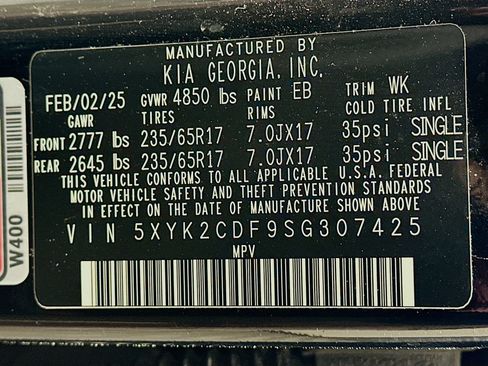 MANUFACTURED BY
KIA GEORGIA, INC.
FEB/02/25 GVWR 4850 lbs PAINT EB TRIM WK
GAWR TIRES RIMS COLD TIRE INFL
FRONT 2777 lbs 235/65R17 7.0JX17 35psi SINGLE
REAR 2645 lbs 235/65R17 7.0JX17 35psi SINGLE
THIS VEHICLE CONFORMS TO ALL APPLICABLE U.S.A. FEDERAL
MOTOR VEHICLE SAFETY AND THEFT PREVENTION STANDARDS
IN EFFECT ON THE DATE OF MANUFACTURE SHOWN ABOVE.
VIN 5XYK2CDF9SG307425
MPV
W400